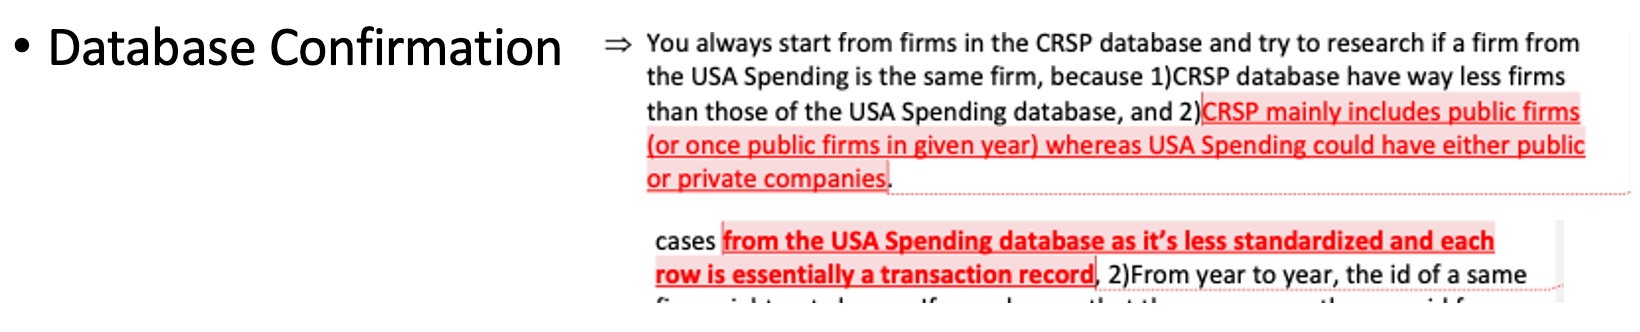 • Database Confirmation
⇒ You always start from firms in the CRSP database and try to research if a firm from
the USA Spending is the same firm, because 1)CRSP database have way less firms
than those of the USA Spending database, and 2)CRSP mainly includes public firms
(or once public firms in given year) whereas USA Spending could have either public
or private companies.
cases from the USA Spending database as it's less standardized and each
row is essentially a transaction record, 2)From year to year, the id of a same